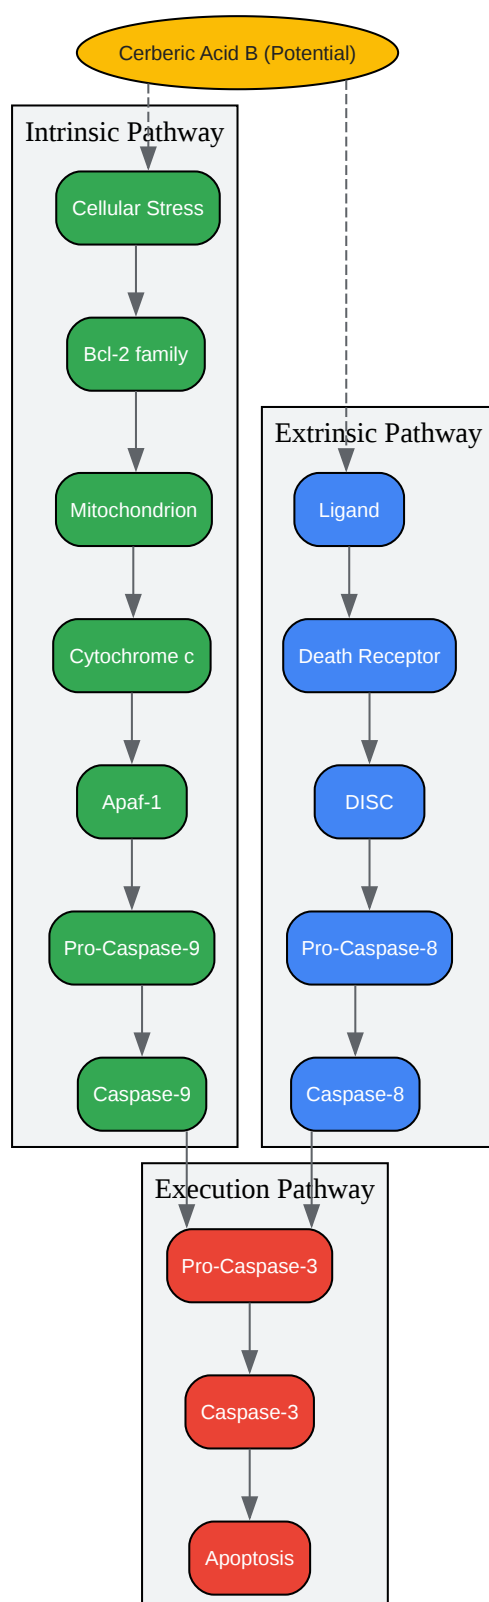 Cerberic Acid B (Potential)
Intrinsic Pathway
Cellular Stress
Bcl-2 family
Mitochondrion
Cytochrome c
Apaf-1
Pro-Caspase-9
Caspase-9
Extrinsic Pathway
Ligand
Death Receptor
DISC
Pro-Caspase-8
Caspase-8
Execution Pathway
Pro-Caspase-3
Caspase-3
Apoptosis